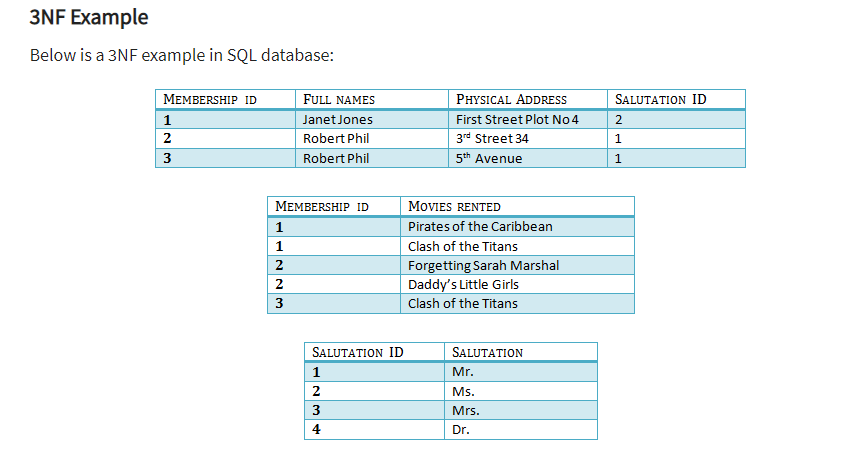 3NF Example
Below is a 3NF example in SQL database:
MEMBERSHIP ID FULL NAMES PHYSICAL ADDRESS SALUTATION ID
1 Janet Jones First Street Plot No 4 2
2 Robert Phil 3rd Street 34 1
3 Robert Phil 5th Avenue 1
MEMBERSHIP ID MOVIES RENTED
1 Pirates of the Caribbean
1 Clash of the Titans
2 Forgetting Sarah Marshal
2 Daddy's Little Girls
3 Clash of the Titans
SALUTATION ID SALUTATION
1 Mr.
2 Ms.
3 Mrs.
4 Dr.